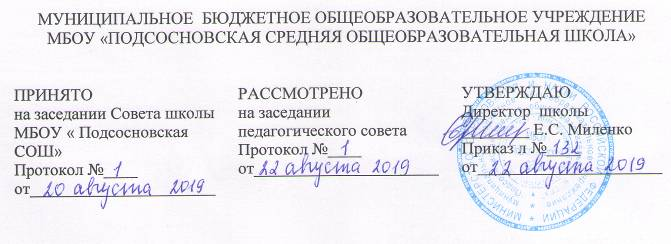 МУНИЦИПАЛЬНОЕ БЮДЖЕТНОЕ ОБЩЕОБРАЗОВАТЕЛЬНОЕ УЧРЕЖДЕНИЕ
МБОУ «ПОДСОСНОВСКАЯ СРЕДНЯЯ ОБЩЕОБРАЗОВАТЕЛЬНАЯ ШКОЛА»
ПРИНЯТО
на заседании Совета школы
МБОУ « Подсосновская
СОШ»
Протокол № 1
от 20 августа 2019
РАССМОТРЕНО
на заседании
педагогического совета
Протокол № 1
от 22 августа 2019
УТВЕРЖДАЮ
Директор школы
Е.С. Миленко
Приказ № 132
от 22 августа 2019